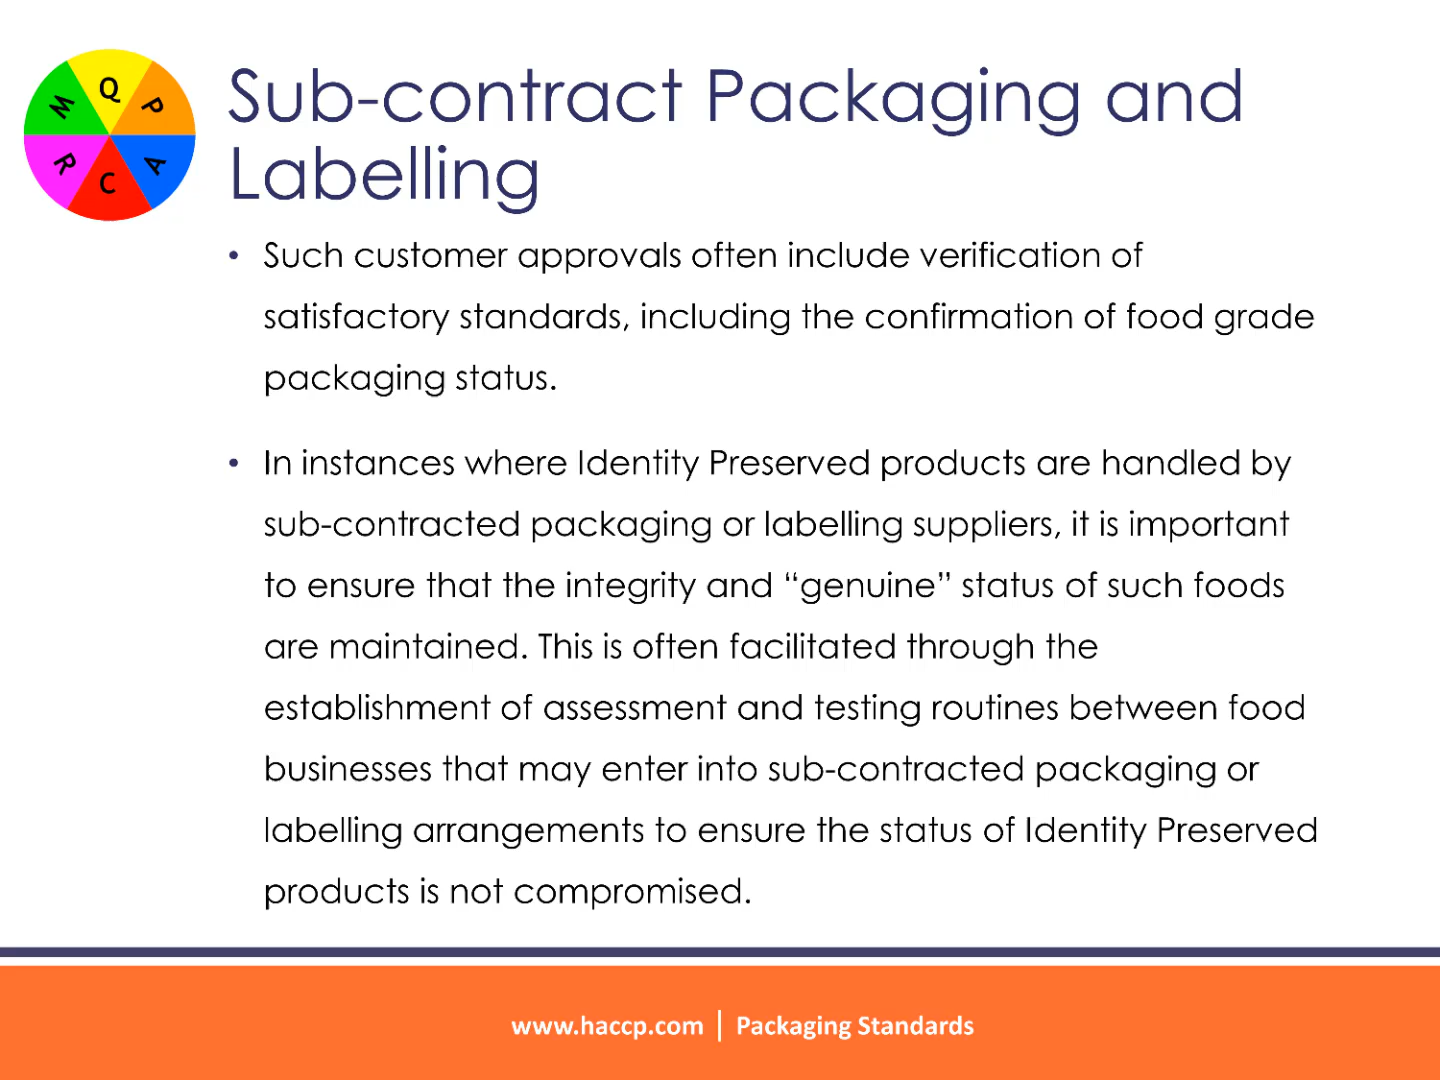 Q
P
A
C
R
M
Sub-contract Packaging and
Labelling
• Such customer approvals often include verification of
satisfactory standards, including the confirmation of food grade
packaging status.
• In instances where Identity Preserved products are handled by
sub-contracted packaging or labelling suppliers, it is important
to ensure that the integrity and “genuine” status of such foods
are maintained. This is often facilitated through the
establishment of assessment and testing routines between food
businesses that may enter into sub-contracted packaging or
labelling arrangements to ensure the status of Identity Preserved
products is not compromised.
www.haccp.com | Packaging Standards